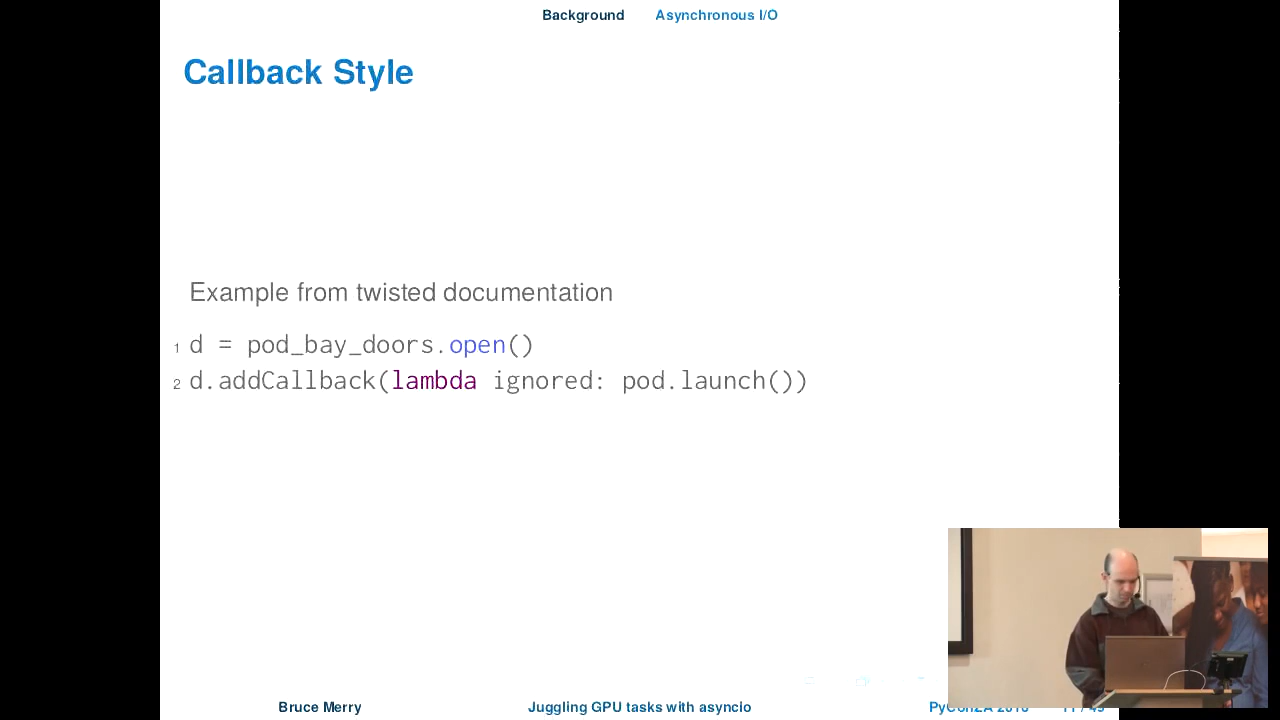 Background Asynchronous I/O
Callback Style
Example from twisted documentation
1 d = pod_bay_doors.open()
2 d.addCallback(lambda ignored: pod.launch())
Bruce Merry Juggling GPU tasks with asyncio